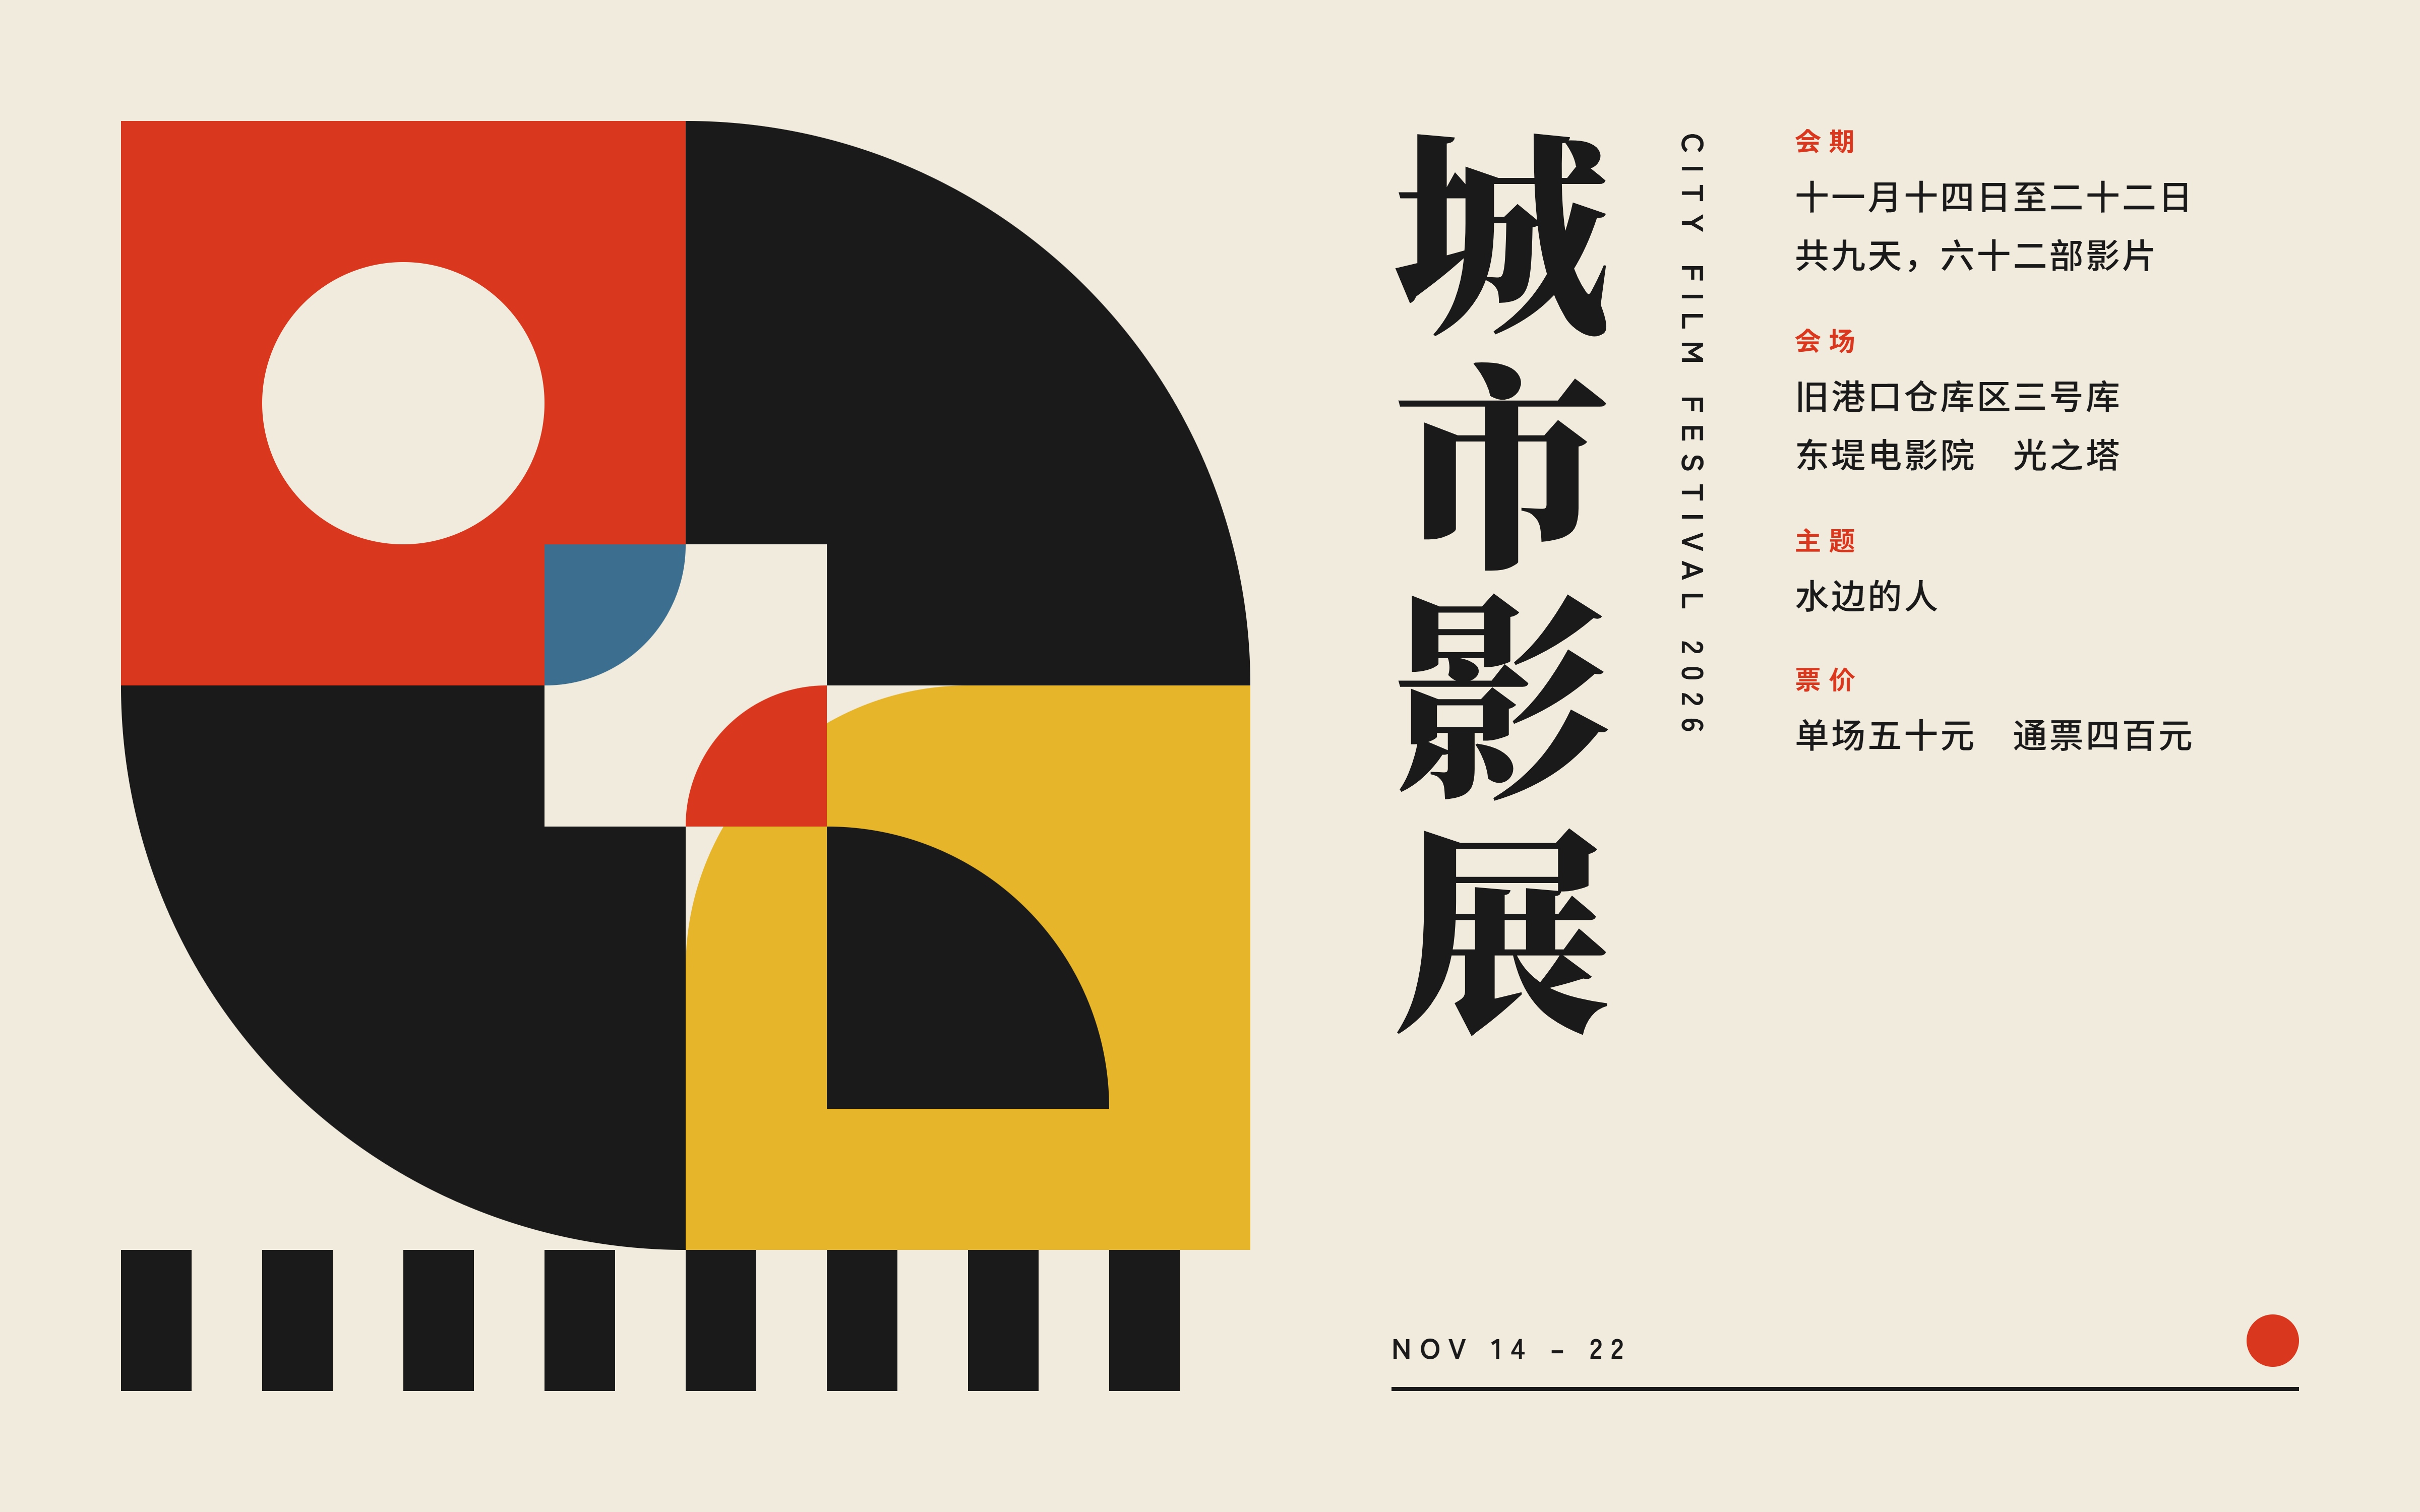 城市影展
CITY FILM FESTIVAL 2026
会期
十一月十四日至二十二日
共九天，六十二部影片
会场
旧港口仓库区三号库
东堤电影院　光之塔
主题
水边的人
票价
单场五十元　通票四百元
NOV 14 – 22